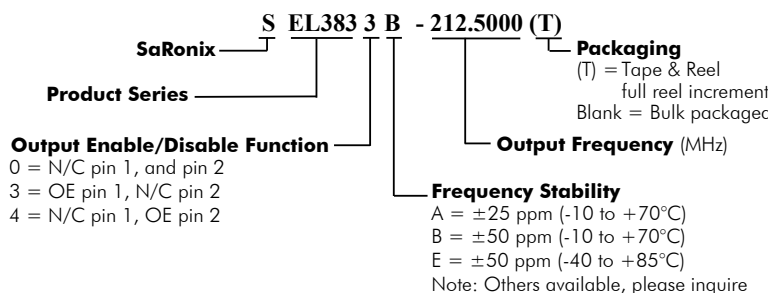 S EL383 3 B - 212.5000 (T)
SaRonix
Packaging
(T) = Tape & Reel
full reel increment
Blank = Bulk packaged
Product Series
Output Enable/Disable Function
0 = N/C pin 1, and pin 2
3 = OE pin 1, N/C pin 2
4 = N/C pin 1, OE pin 2
Output Frequency (MHz)
Frequency Stability
A = ±25 ppm (-10 to +70°C)
B = ±50 ppm (-10 to +70°C)
E = ±50 ppm (-40 to +85°C)
Note: Others available, please inquire